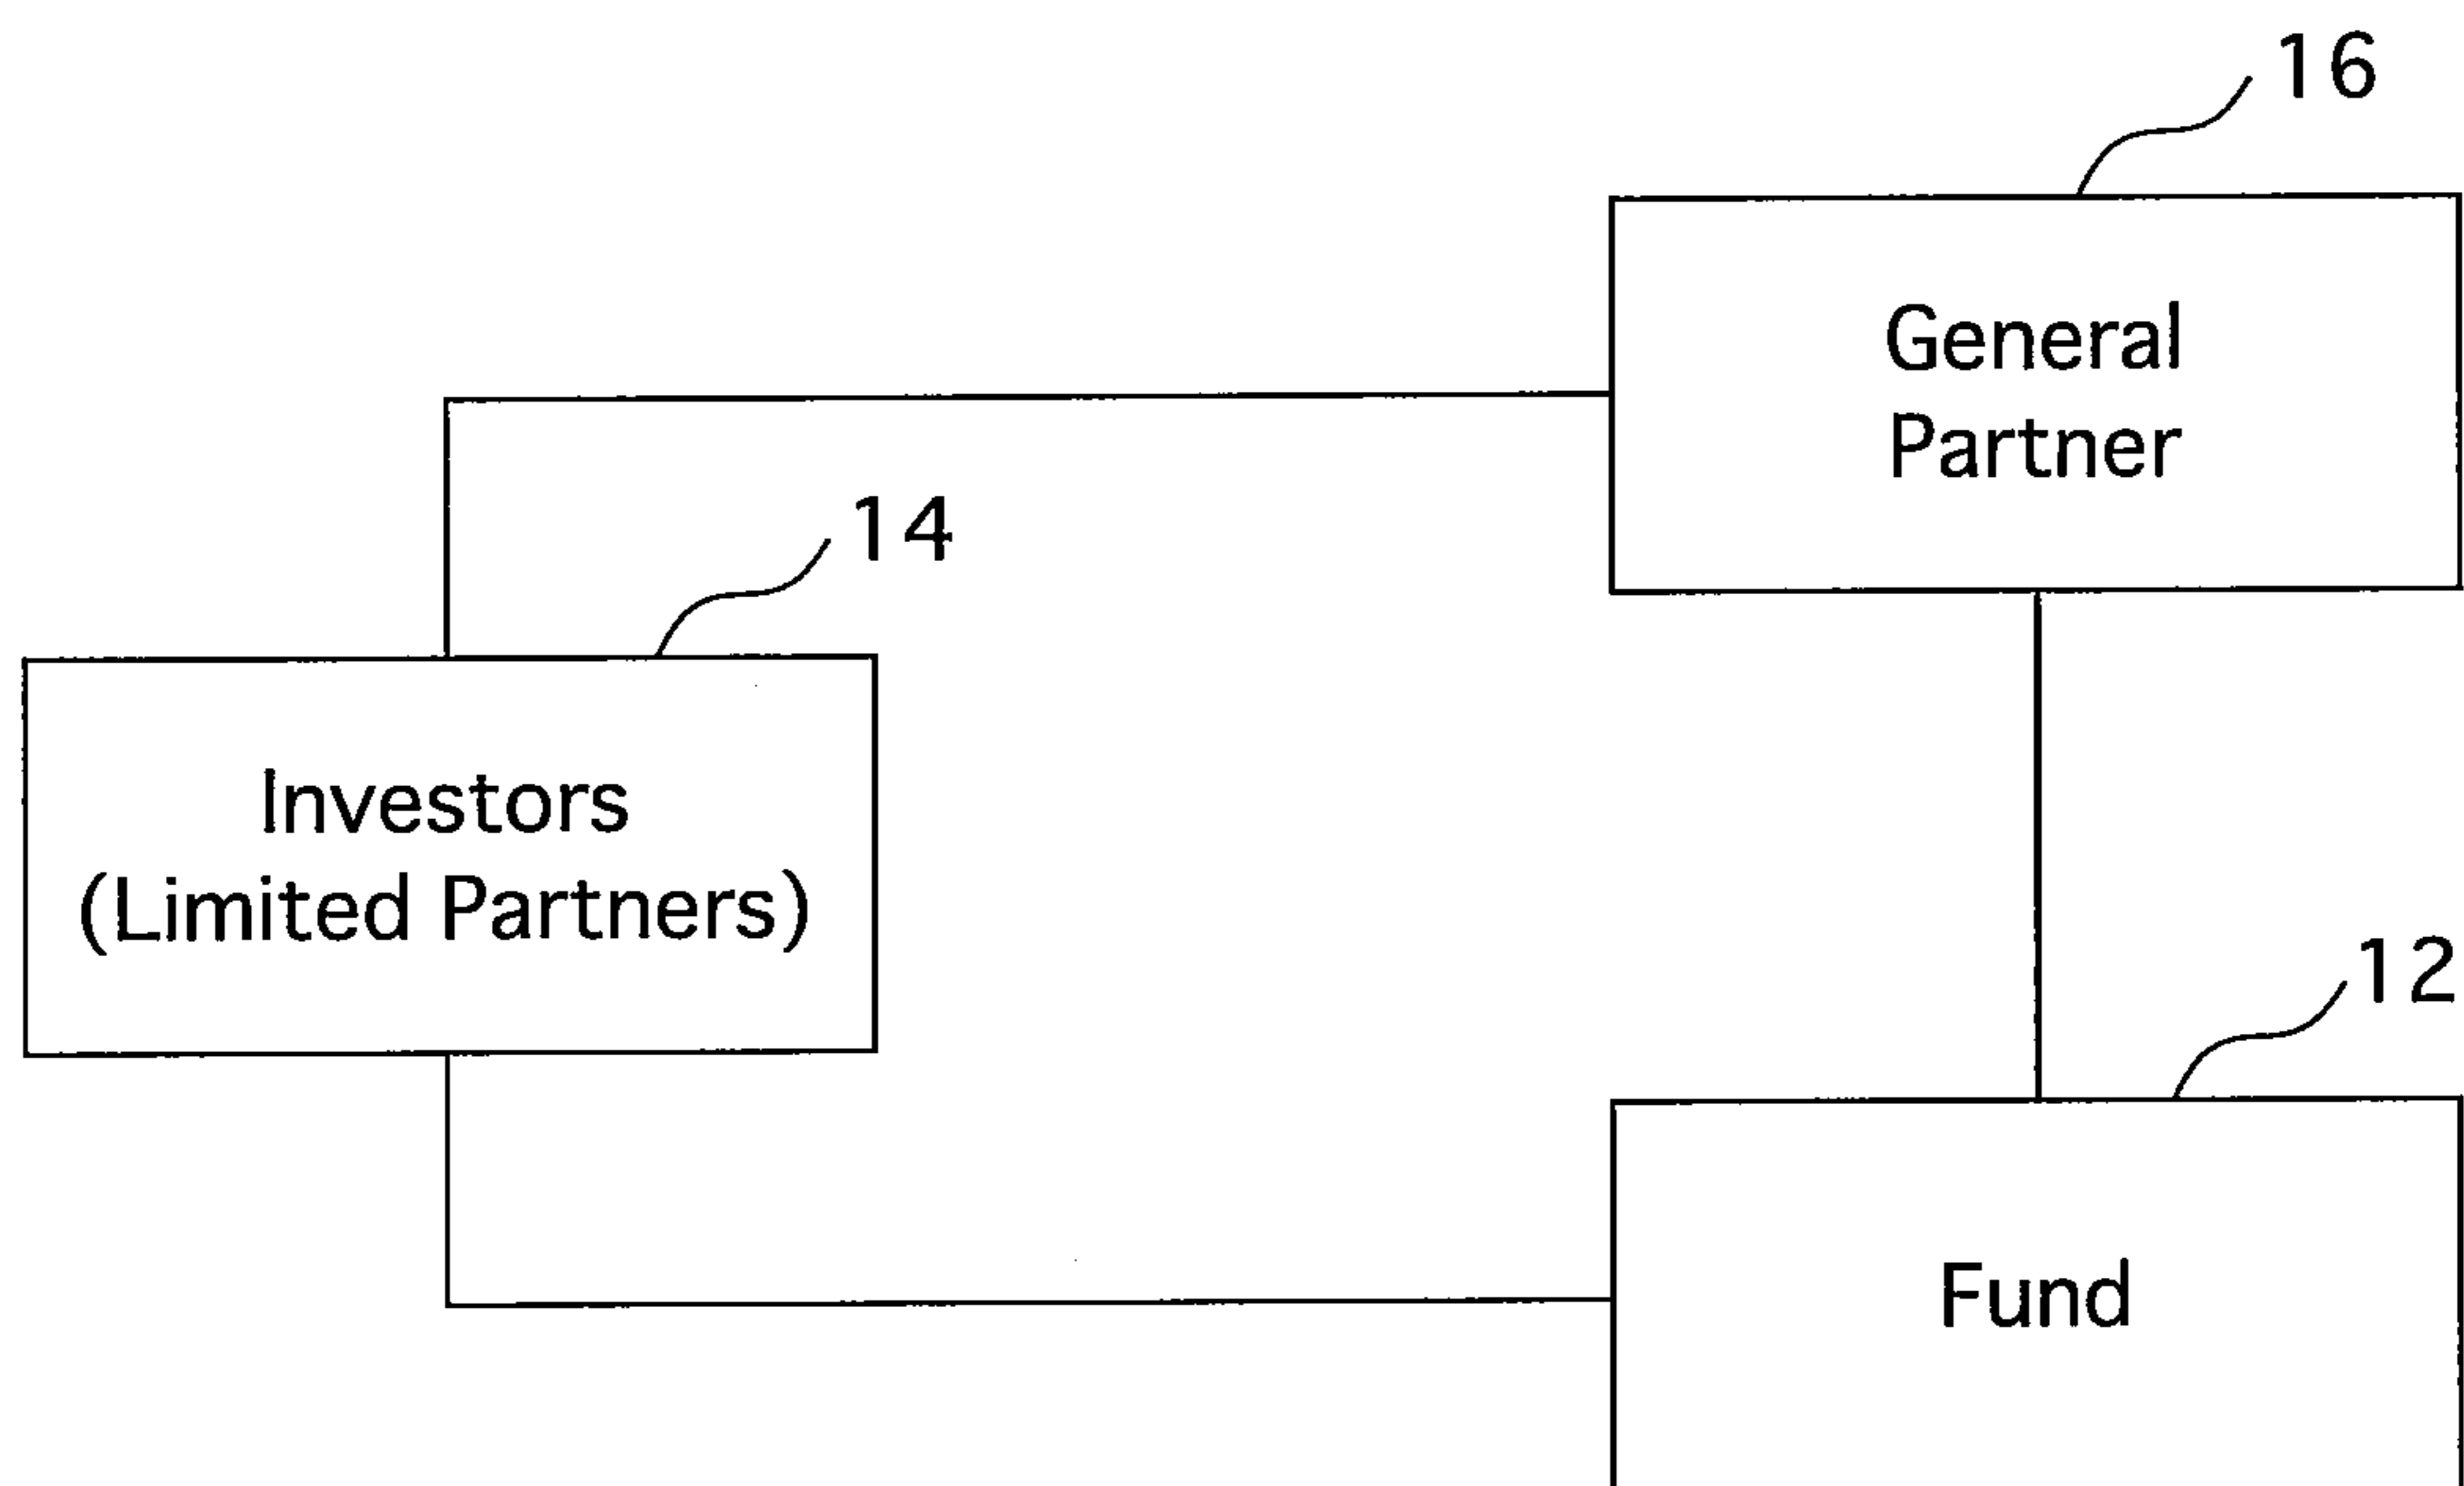 16
General
Partner
14
Investors
(Limited Partners)
12
Fund